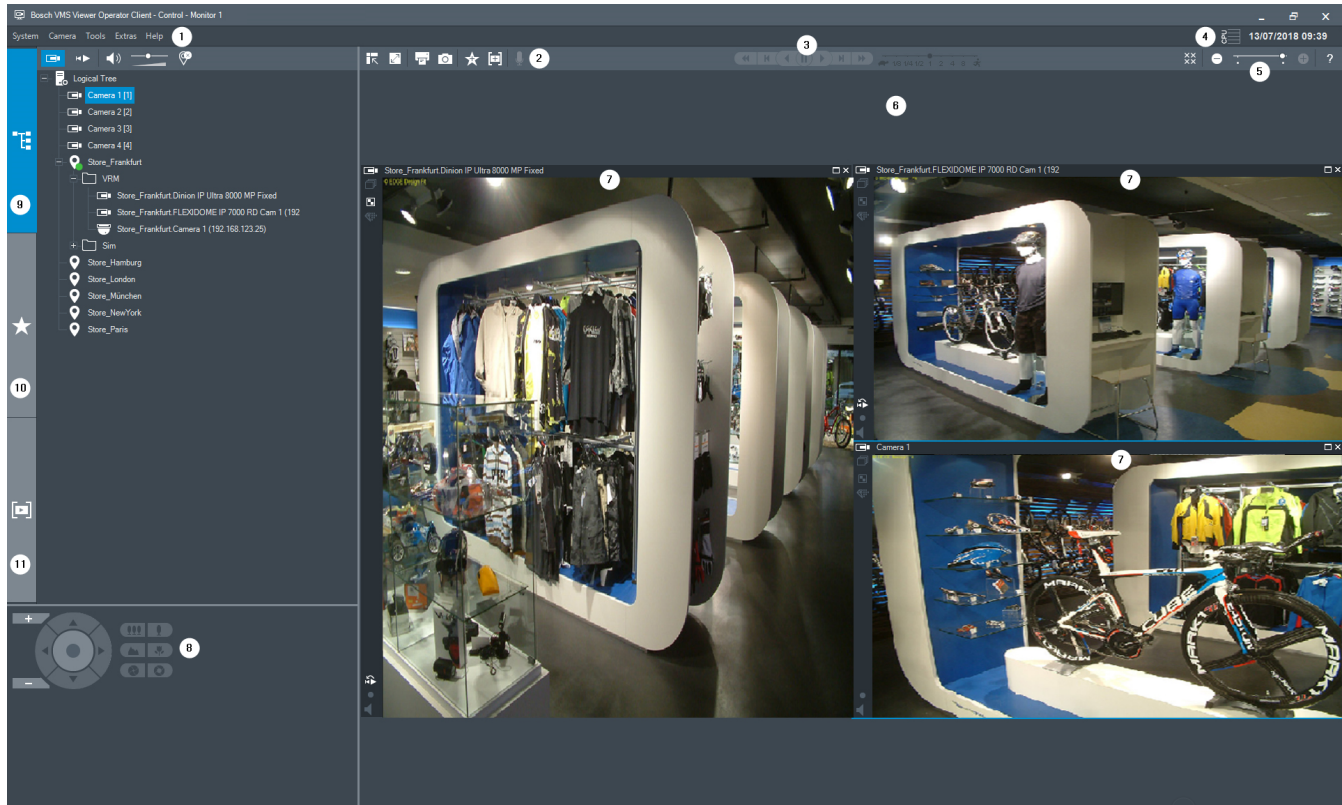 Bosch VMS Viewer Operator Client - Control - Monitor 1
System Camera Tools Extras Help 1
4 CPU 13/07/2018 09:39
2
3
5
?
6
Logical Tree
Camera 1 [1]
Camera 2 [2]
Camera 3 [3]
Camera 4 [4]
Store_Frankfurt
VRM
Store_Frankfurt.Dinion IP Ultra 8000 MP Fixed
Store_Frankfurt.FLEXIDOME IP 7000 RD Cam 1 (192
Store_Frankfurt.Camera 1 (192.168.123.25)
Sim
Store_Hamburg
Store_London
Store_München
Store_NewYork
Store_Paris
9
10
11
8
Store_Frankfurt.Dinion IP Ultra 8000 MP Fixed
7
Store_Frankfurt.FLEXIDOME IP 7000 RD Cam 1 (192
7
Camera 1
7
CUBE